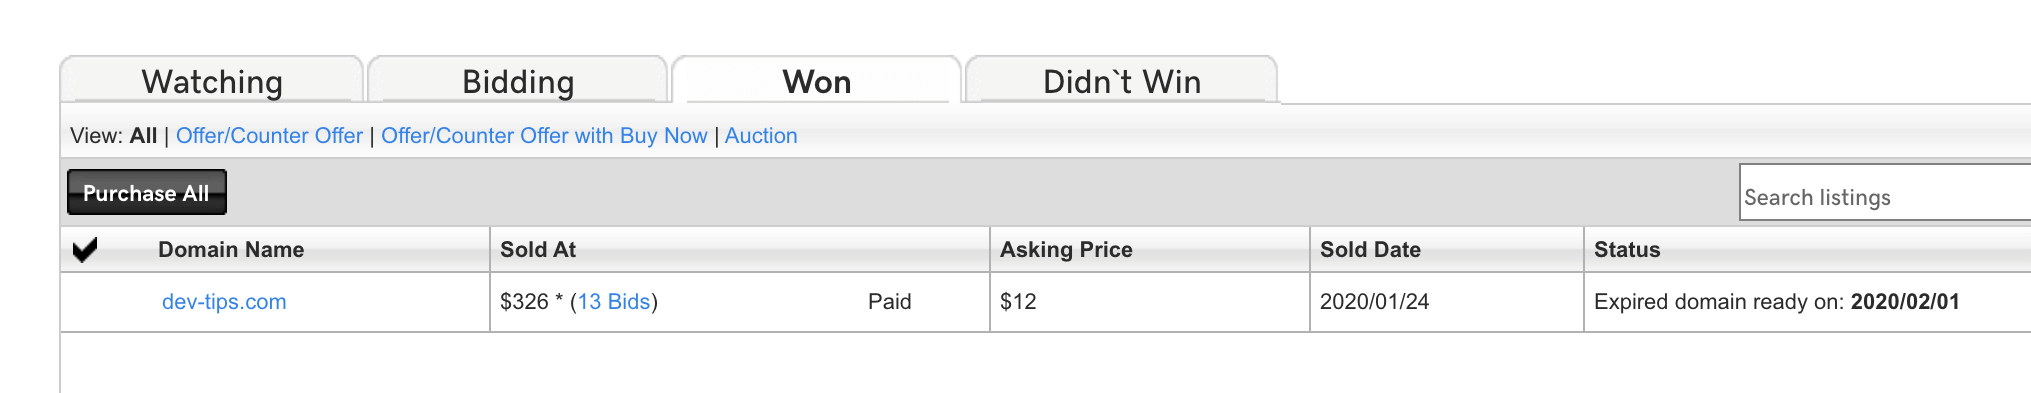 Watching Bidding Won Didn`t Win
View: All | Offer/Counter Offer | Offer/Counter Offer with Buy Now | Auction
Purchase All Search listings
Domain Name Sold At Asking Price Sold Date Status
dev-tips.com $326 * (13 Bids) Paid $12 2020/01/24 Expired domain ready on: 2020/02/01